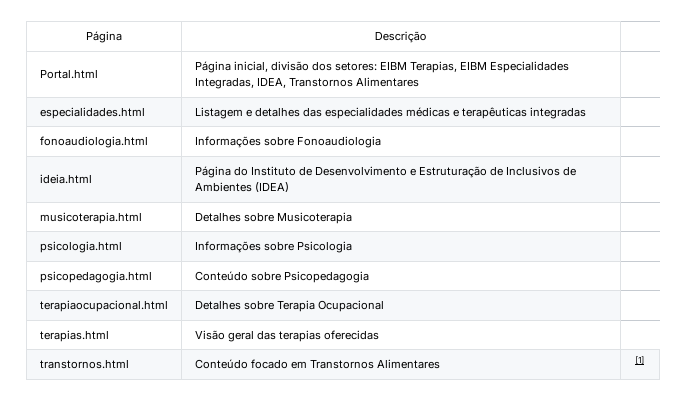 Página Descrição
Portal.html Página inicial, divisão dos setores: EIBM Terapias, EIBM Especialidades
Integradas, IDEA, Transtornos Alimentares
especialidades.html Listagem e detalhes das especialidades médicas e terapêuticas integradas
fonoaudiologia.html Informações sobre Fonoaudiologia
ideia.html Página do Instituto de Desenvolvimento e Estruturação de Inclusivos de
Ambientes (IDEA)
musicoterapia.html Detalhes sobre Musicoterapia
psicologia.html Informações sobre Psicologia
psicopedagogia.html Conteúdo sobre Psicopedagogia
terapiaocupacional.html Detalhes sobre Terapia Ocupacional
terapias.html Visão geral das terapias oferecidas
transtornos.html Conteúdo focado em Transtornos Alimentares [1]